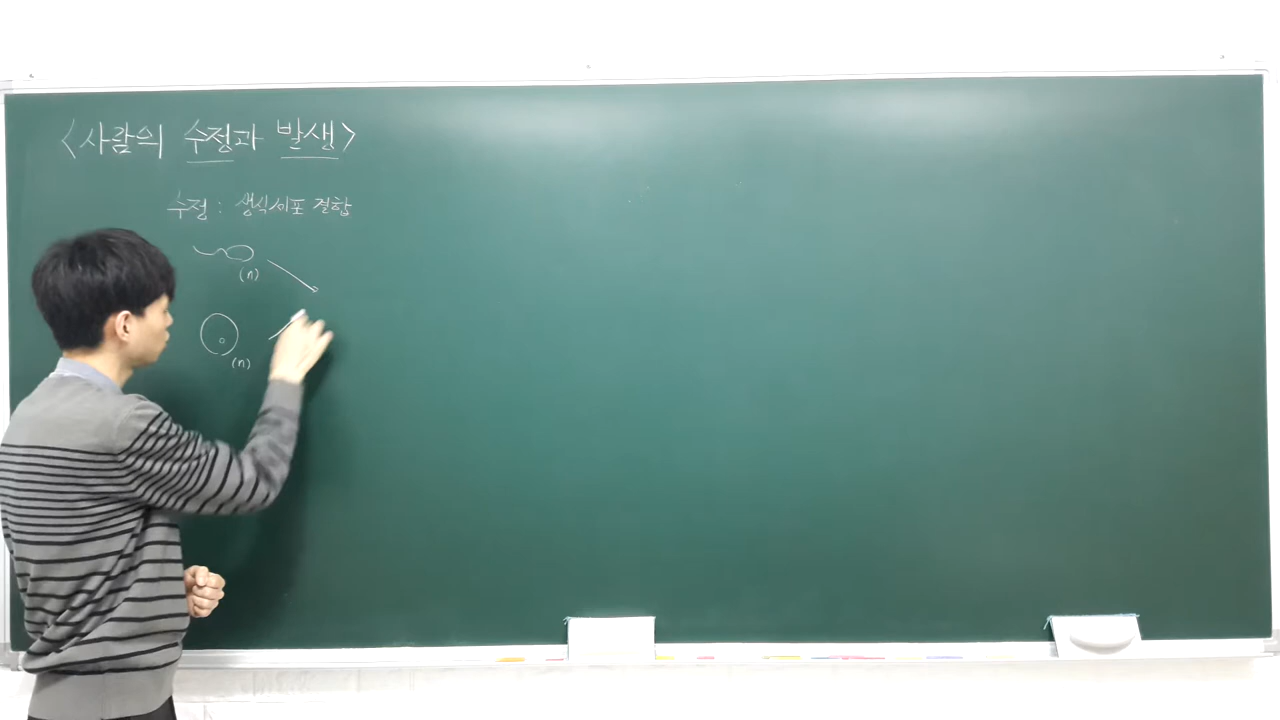 <사람의 수정과 발생>
수정 : 생식세포 결합
(n)
(n)